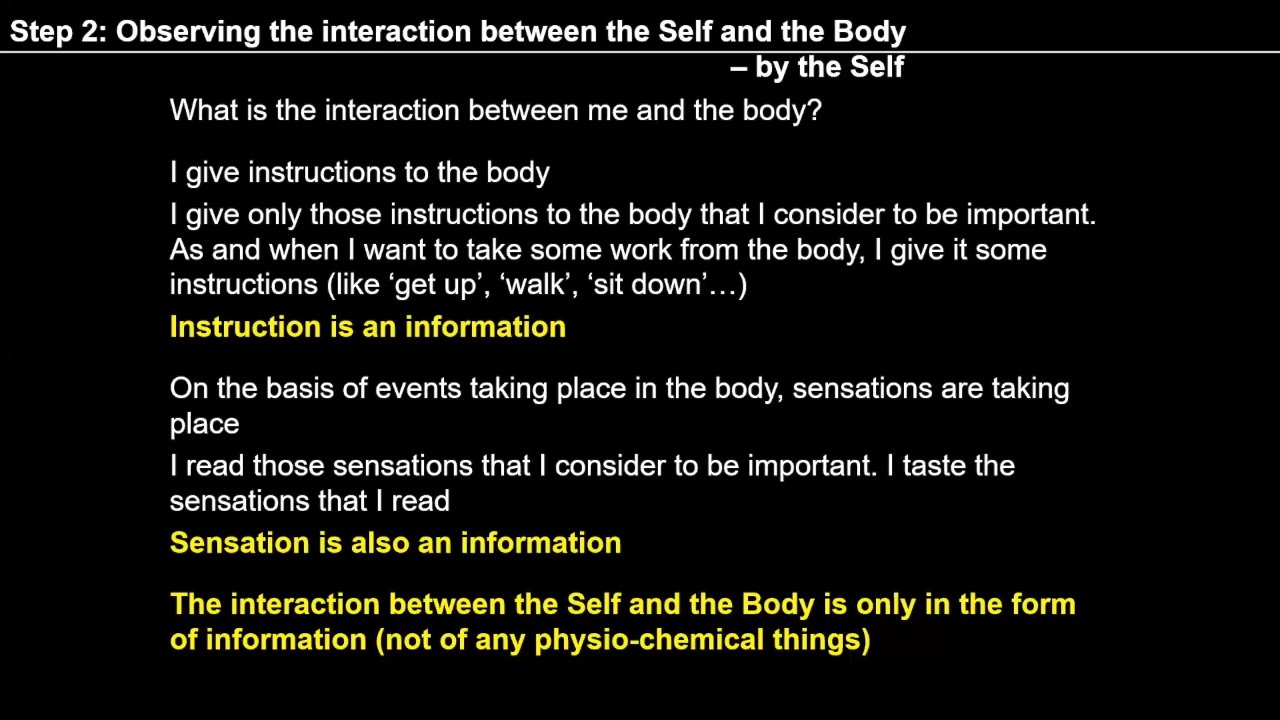 Step 2: Observing the interaction between the Self and the Body
– by the Self
What is the interaction between me and the body?
I give instructions to the body
I give only those instructions to the body that I consider to be important.
As and when I want to take some work from the body, I give it some
instructions (like ‘get up’, ‘walk’, ‘sit down’…)
Instruction is an information
On the basis of events taking place in the body, sensations are taking
place
I read those sensations that I consider to be important. I taste the
sensations that I read
Sensation is also an information
The interaction between the Self and the Body is only in the form
of information (not of any physio-chemical things)